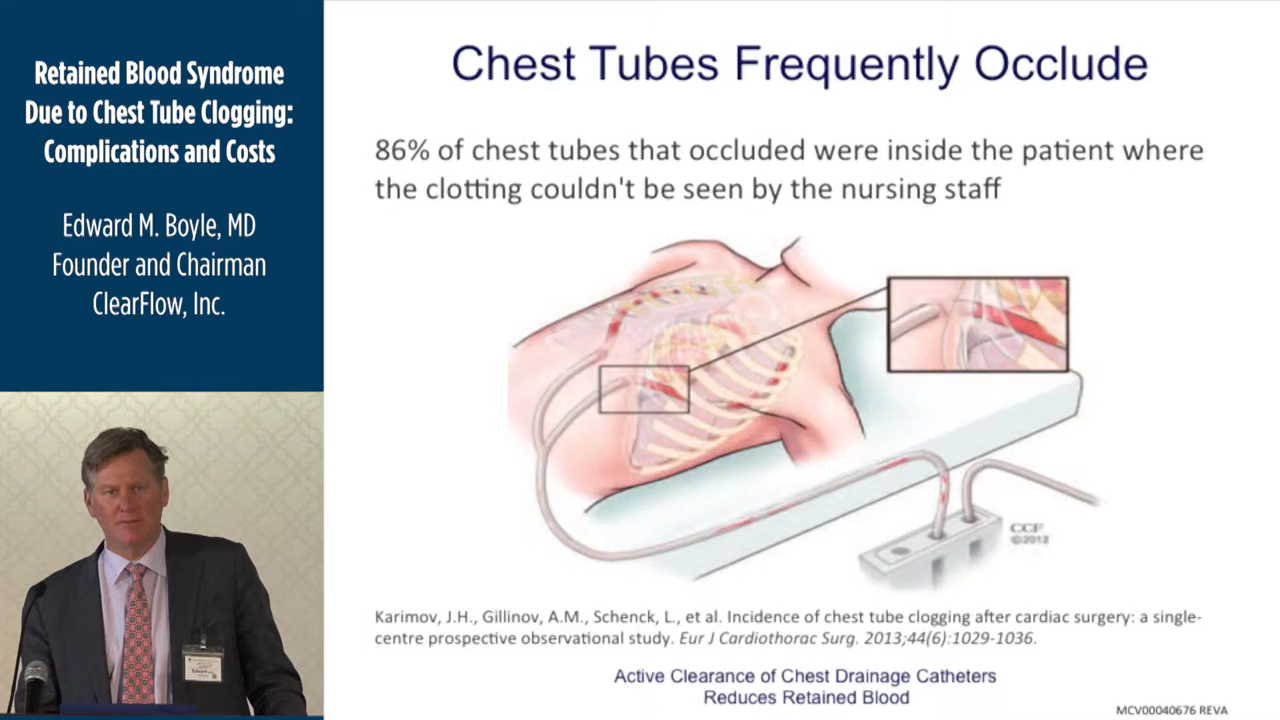 Retained Blood Syndrome
Due to Chest Tube Clogging:
Complications and Costs
Edward M. Boyle, MD
Founder and Chairman
ClearFlow, Inc.
Chest Tubes Frequently Occlude
86% of chest tubes that occluded were inside the patient where
the clotting couldn't be seen by the nursing staff
CCF
©2012
Karimov, J.H., Gillinov, A.M., Schenck, L., et al. Incidence of chest tube clogging after cardiac surgery: a single-
centre prospective observational study. Eur J Cardiothorac Surg. 2013;44(6):1029-1036.
Active Clearance of Chest Drainage Catheters
Reduces Retained Blood
MCV00040676 REVA